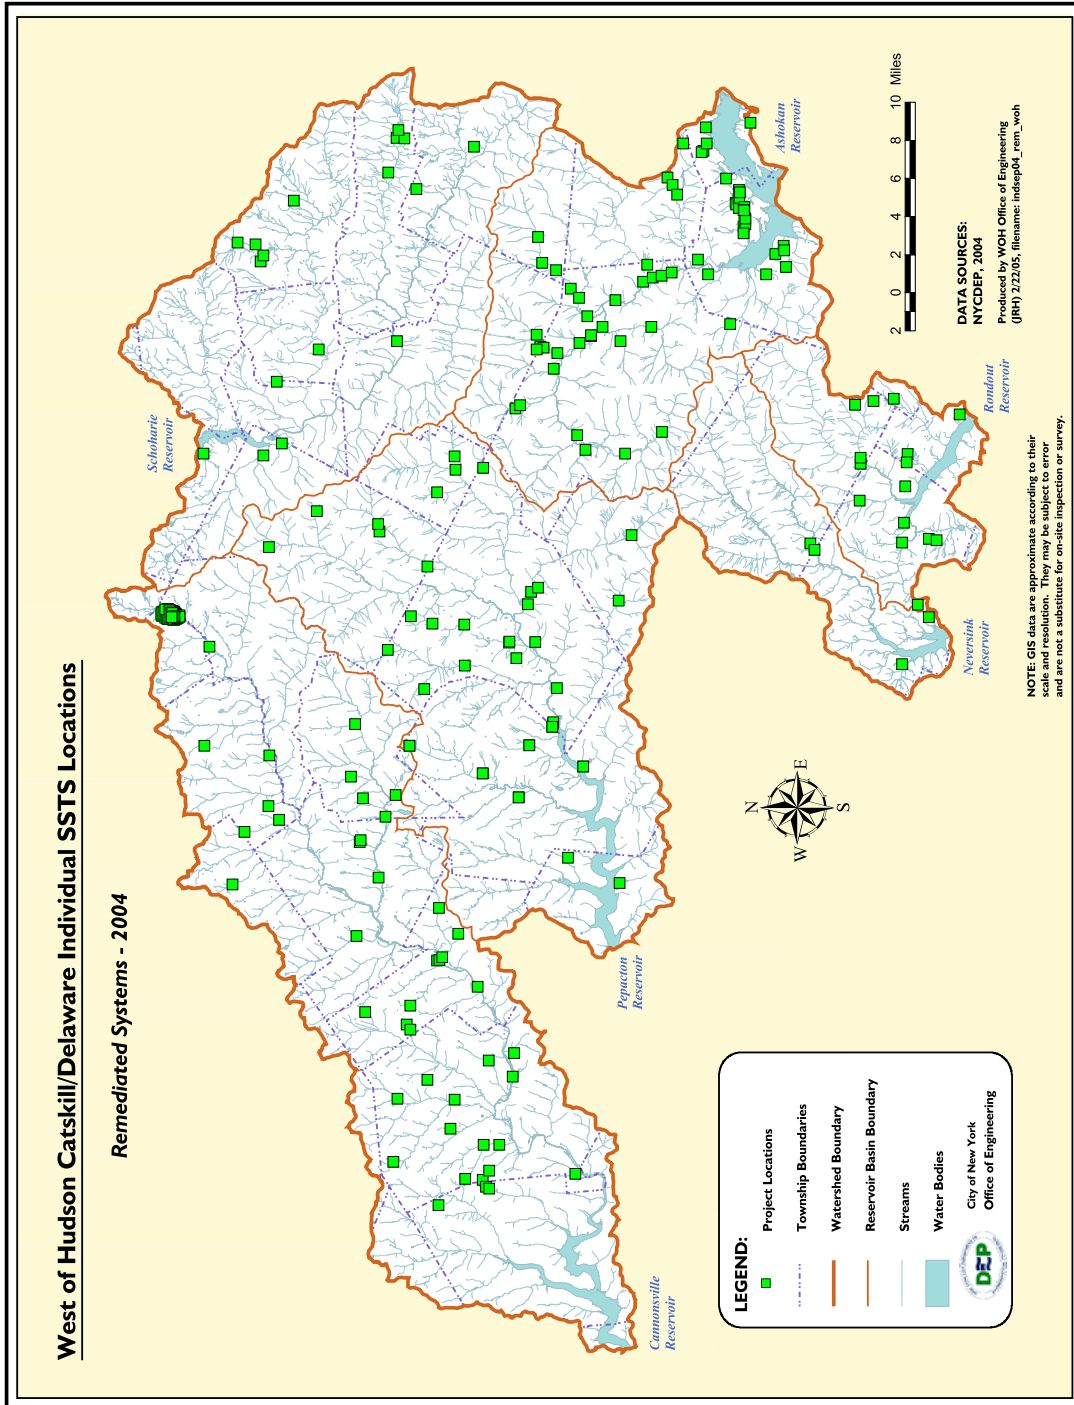 West of Hudson Catskill/Delaware Individual SSTS Locations
Remediated Systems - 2004
Schoharie
Reservoir
Ashokan
Reservoir
Rondout
Reservoir
Neversink
Reservoir
Pepacton
Reservoir
Cannonsville
Reservoir
2 0 2 4 6 8 10 Miles
DATA SOURCES:
NYCDEP, 2004
Produced by WOH Office of Engineering
(JRH) 2/22/05, filename: indsep04_rem_woh
NOTE: GIS data are approximate according to their
scale and resolution. They may be subject to error
and are not a substitute for on-site inspection or survey.
N
W E
S
LEGEND:
Project Locations
Township Boundaries
Watershed Boundary
Reservoir Basin Boundary
Streams
Water Bodies
DEP
City of New York
Office of Engineering